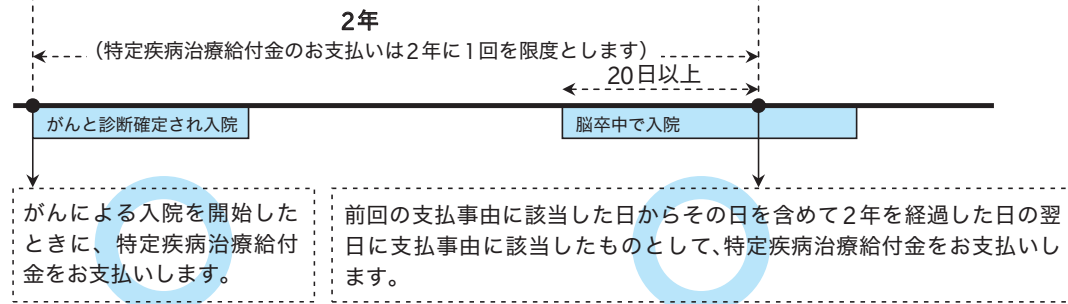 2年
（特定疾病治療給付金のお支払いは2年に1回を限度とします）
20日以上
がんと診断確定され入院
脳卒中で入院
がんによる入院を開始した
ときに、特定疾病治療給付
金をお支払いします。
前回の支払事由に該当した日からその日を含めて2年を経過した日の翌
日に支払事由に該当したものとして、特定疾病治療給付金をお支払いし
ます。